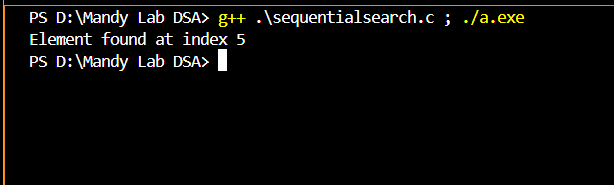 PS D:\Mandy Lab DSA> g++ .\sequentialsearch.c ; ./a.exe
Element found at index 5
PS D:\Mandy Lab DSA>